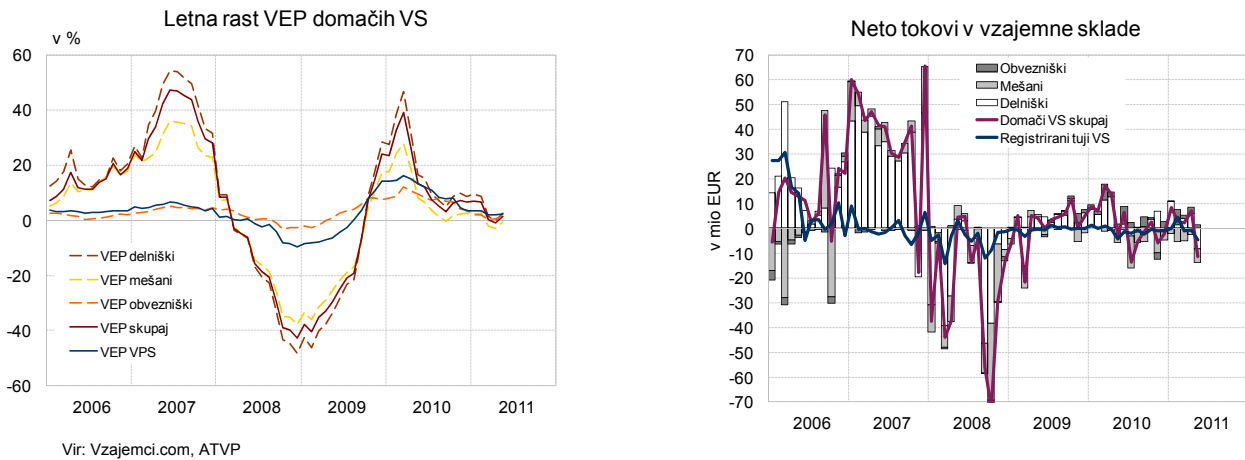 Letna rast VEP domačih VS
v %
60
40
20
0
-20
-40
-60
VEP delniški
VEP mešani
VEP obvezniški
VEP skupaj
VEP VPS
2006 2007 2008 2009 2010 2011
Vir: Vzajemci.com, ATVP
Neto tokovi v vzajemne sklade
v mio EUR
70
60
50
40
30
20
10
0
-10
-20
-30
-40
-50
-60
-70
Obvezniški
Mešani
Delniški
Domači VS skupaj
Registrirani tuji VS
2006 2007 2008 2009 2010 2011